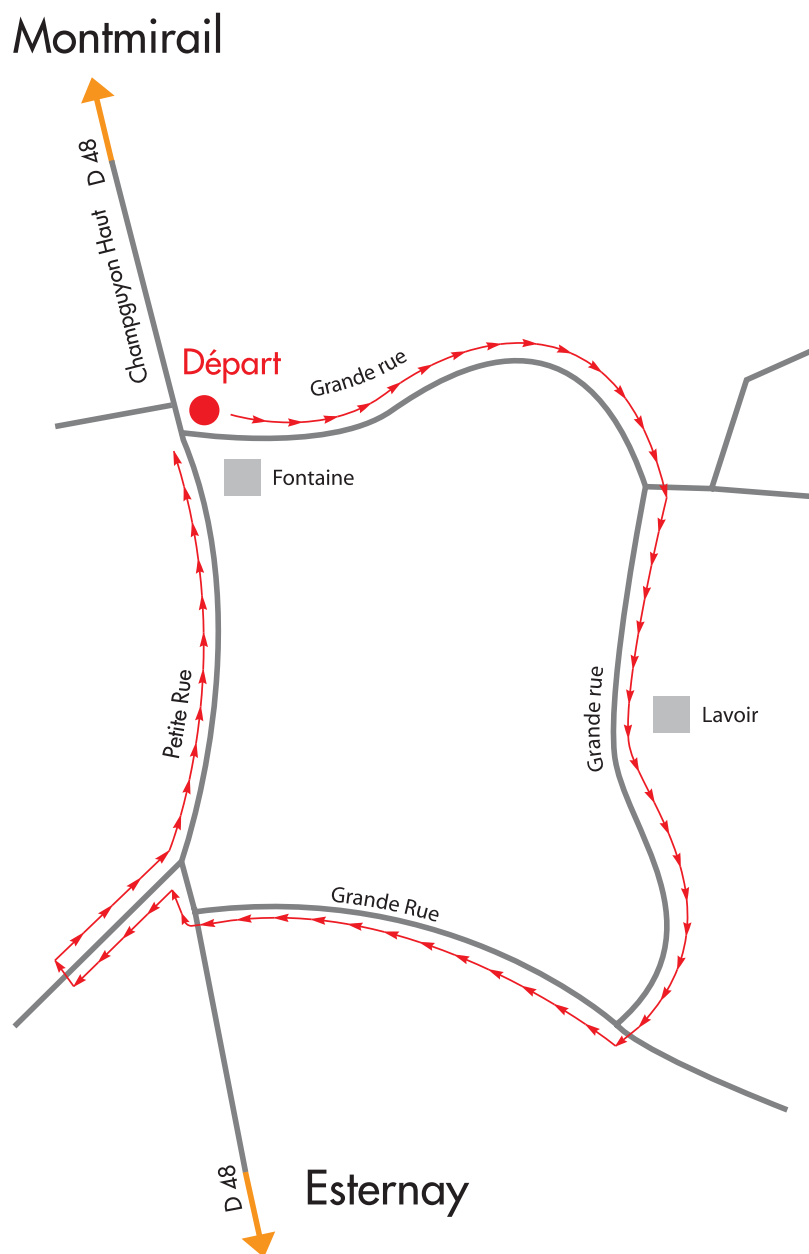 Montmirail
D 48
Champguyon Haut
Départ
Grande rue
Fontaine
Petite Rue
Grande rue
Lavoir
Grande Rue
D 48
Esternay